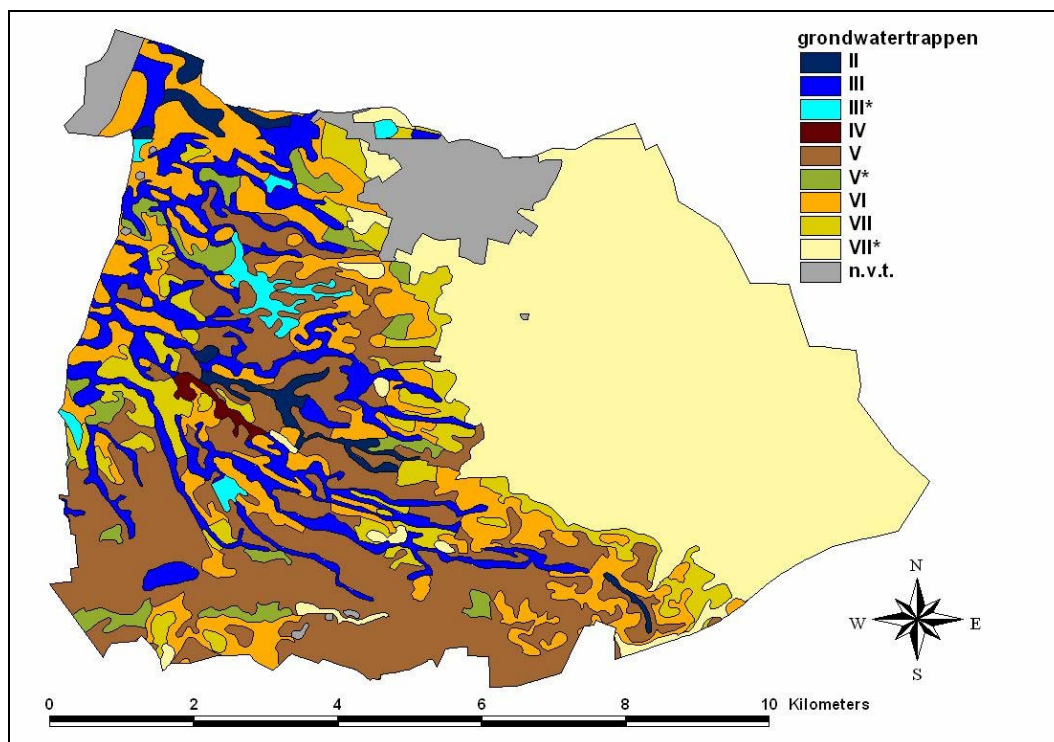 grondwatertrappen
II
III
III*
IV
V
V*
VI
VII
VII*
n.v.t.
N
W E
S
0 2 4 6 8 10 Kilometers